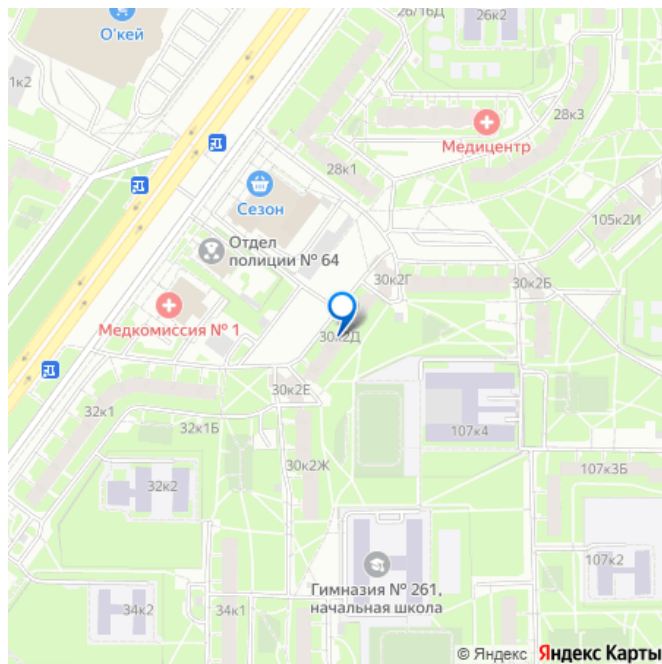 О'кей
26/16Д
26к2
1к2
28к3
Медицентр
28к1
Сезон
105к2И
Отдел
полиции № 64
30к2Г
30к2Б
Медкомиссия № 1
30к2Д
30к2Е
32к1
32к1Б
107к4
30к2Ж
107к3Б
32к2
107к2
Гимназия № 261,
начальная школа
34к2
34к1
© Яндекс Яндекс Карты